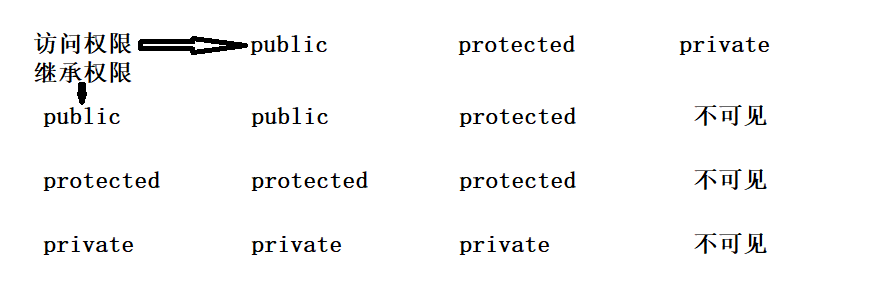 访问权限 public protected private
继承权限
public public protected 不可见
protected protected protected 不可见
private private private 不可见